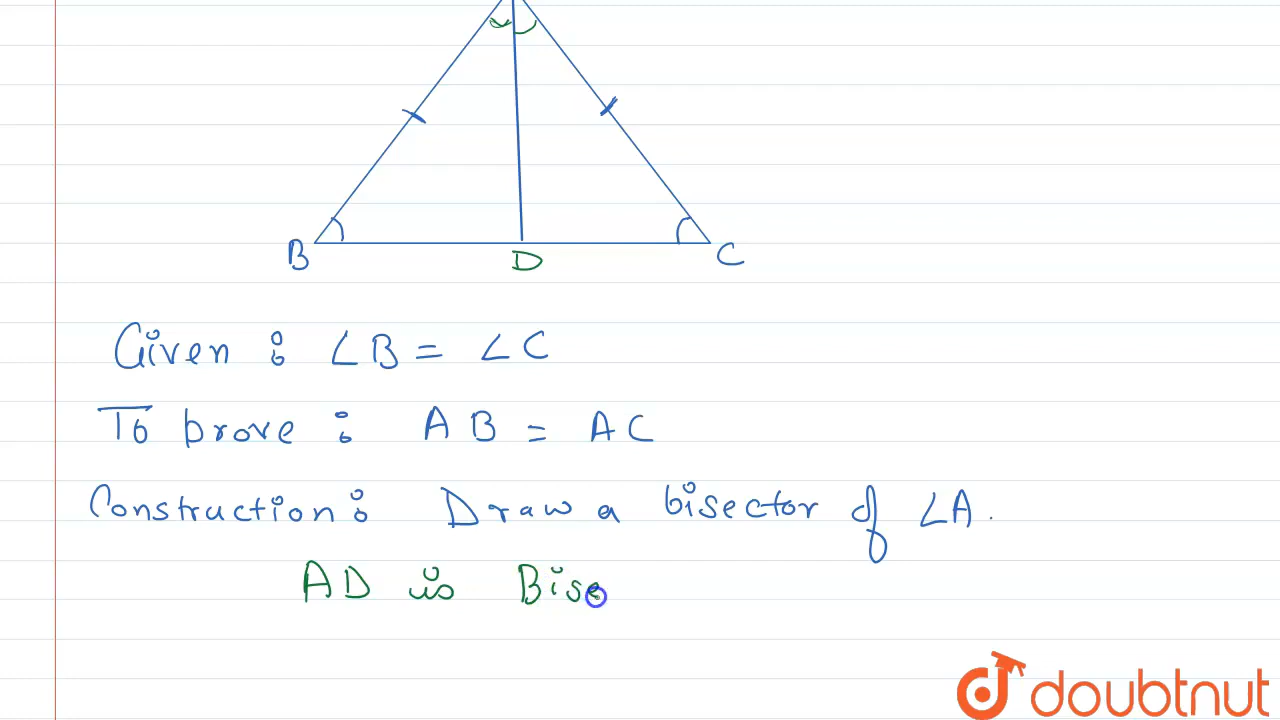 B D C
Given : ∠B = ∠C
To prove : AB = AC
Construction : Draw a bisector of ∠A.
AD is Bise
doubtnut